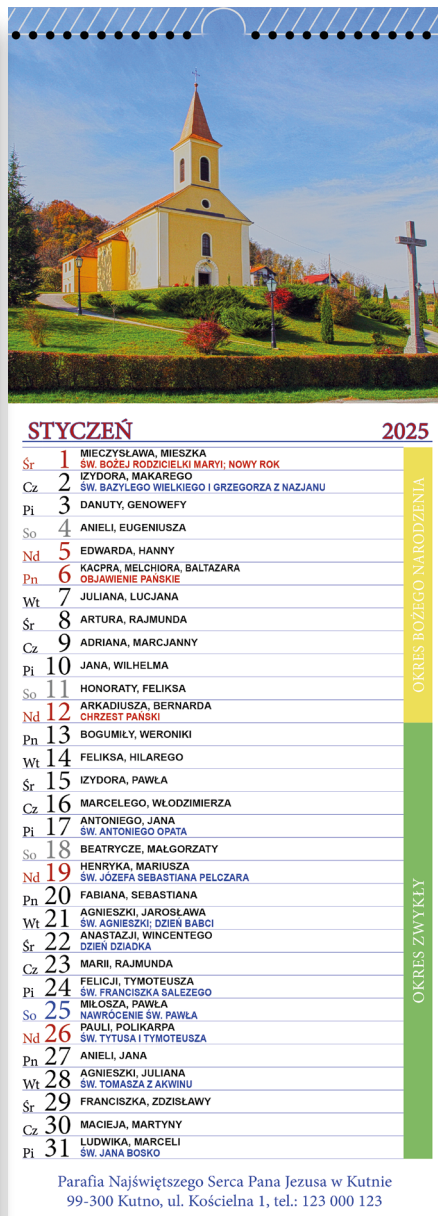 STYCZEŃ 2025
Śr 1 MIECZYSŁAWA, MIESZKA
ŚW. BOŻEJ RODZICIELKI MARYI; NOWY ROK
Cz 2 IZYDORA, MAKAREGO
ŚW. BAZYLEGO WIELKIEGO I GRZEGORZA Z NAZJANU
Pi 3 DANUTY, GENOWEFY
So 4 ANIELI, EUGENIUSZA
Nd 5 EDWARDA, HANNY
Pn 6 KACPRA, MELCHIORA, BALTAZARA
OBJAWIENIE PAŃSKIE
Wt 7 JULIANA, LUCJANA
Śr 8 ARTURA, RAJMUNDA
Cz 9 ADRIANA, MARCJANNY
Pi 10 JANA, WILHELMA
So 11 HONORATY, FELIKSA
Nd 12 ARKADIUSZA, BERNARDA
CHRZEST PAŃSKI
OKRES BOŻEGO NARODZENIA
Pn 13 BOGUMIŁY, WERONIKI
Wt 14 FELIKSA, HILAREGO
Śr 15 IZYDORA, PAWŁA
Cz 16 MARCELEGO, WŁODZIMIERZA
Pi 17 ANTONIEGO, JANA
ŚW. ANTONIEGO OPATA
So 18 BEATRYCZE, MAŁGORZATY
Nd 19 HENRYKA, MARIUSZA
ŚW. JÓZEFA SEBASTIANA PELCZARA
Pn 20 FABIANA, SEBASTIANA
Wt 21 AGNIESZKI, JAROSŁAWA
ŚW. AGNIESZKI; DZIEŃ BABCI
Śr 22 ANASTAZJI, WINCENTEGO
DZIEŃ DZIADKA
Cz 23 MARII, RAJMUNDA
Pi 24 FELICJI, TYMOTEUSZA
ŚW. FRANCISZKA SALEZEGO
So 25 MIŁOSZA, PAWŁA
NAWRÓCENIE ŚW. PAWŁA
Nd 26 PAULI, POLIKARPA
ŚW. TYTUSA I TYMOTEUSZA
Pn 27 ANIELI, JANA
Wt 28 AGNIESZKI, JULIANA
ŚW. TOMASZA Z AKWINU
Śr 29 FRANCISZKA, ZDZISŁAWY
Cz 30 MACIEJA, MARTYNY
Pi 31 LUDWIKA, MARCELI
ŚW. JANA BOSKO
OKRES ZWYKŁY
Parafia Najświętszego Serca Pana Jezusa w Kutnie
99-300 Kutno, ul. Kościelna 1, tel.: 123 000 123